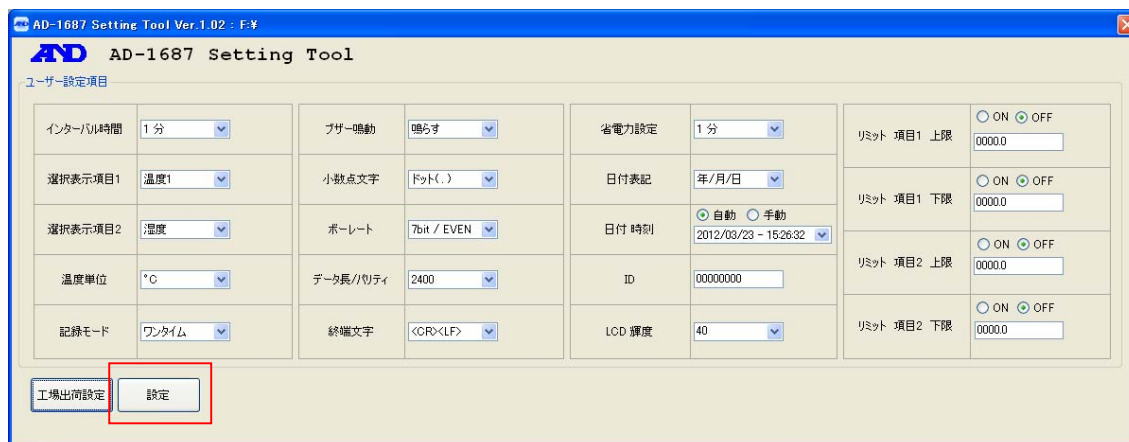 AD-1687 Setting Tool Ver.1.02 : F:¥
AND AD-1687 Setting Tool
ユーザー設定項目
インターバル時間 1 分
選択表示項目1 温度1
選択表示項目2 湿度
温度単位 °C
記録モード ワンタイム
ブザー鳴動 鳴らす
小数点文字 ドット(.)
ボーレート 7bit / EVEN
データ長/パリティ 2400
終端文字 <CR><LF>
省電力設定 1 分
日付表記 年/月/日
日付 時刻 自動 手動
2012/03/23 - 15:26:32
ID 00000000
LCD 輝度 40
リミット 項目1 上限 ON OFF
0000.0
リミット 項目1 下限 ON OFF
0000.0
リミット 項目2 上限 ON OFF
0000.0
リミット 項目2 下限 ON OFF
0000.0
工場出荷設定 設定